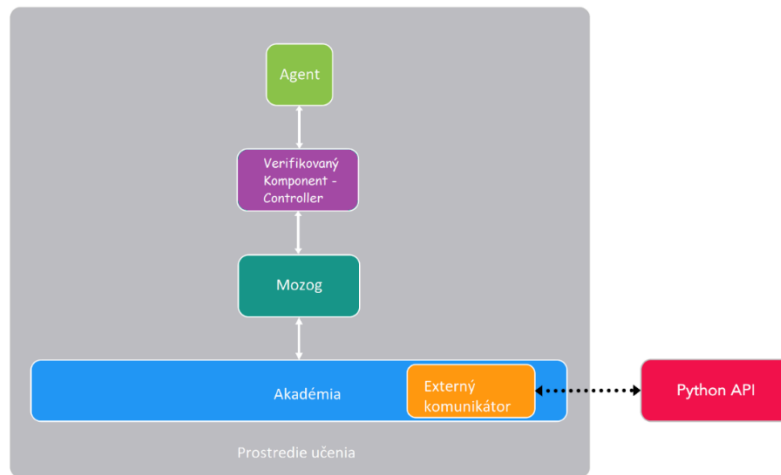 Agent
Verifikovaný
Komponent -
Controller
Mozog
Akadémia
Externý
komunikátor
Python API
Prostredie učenia